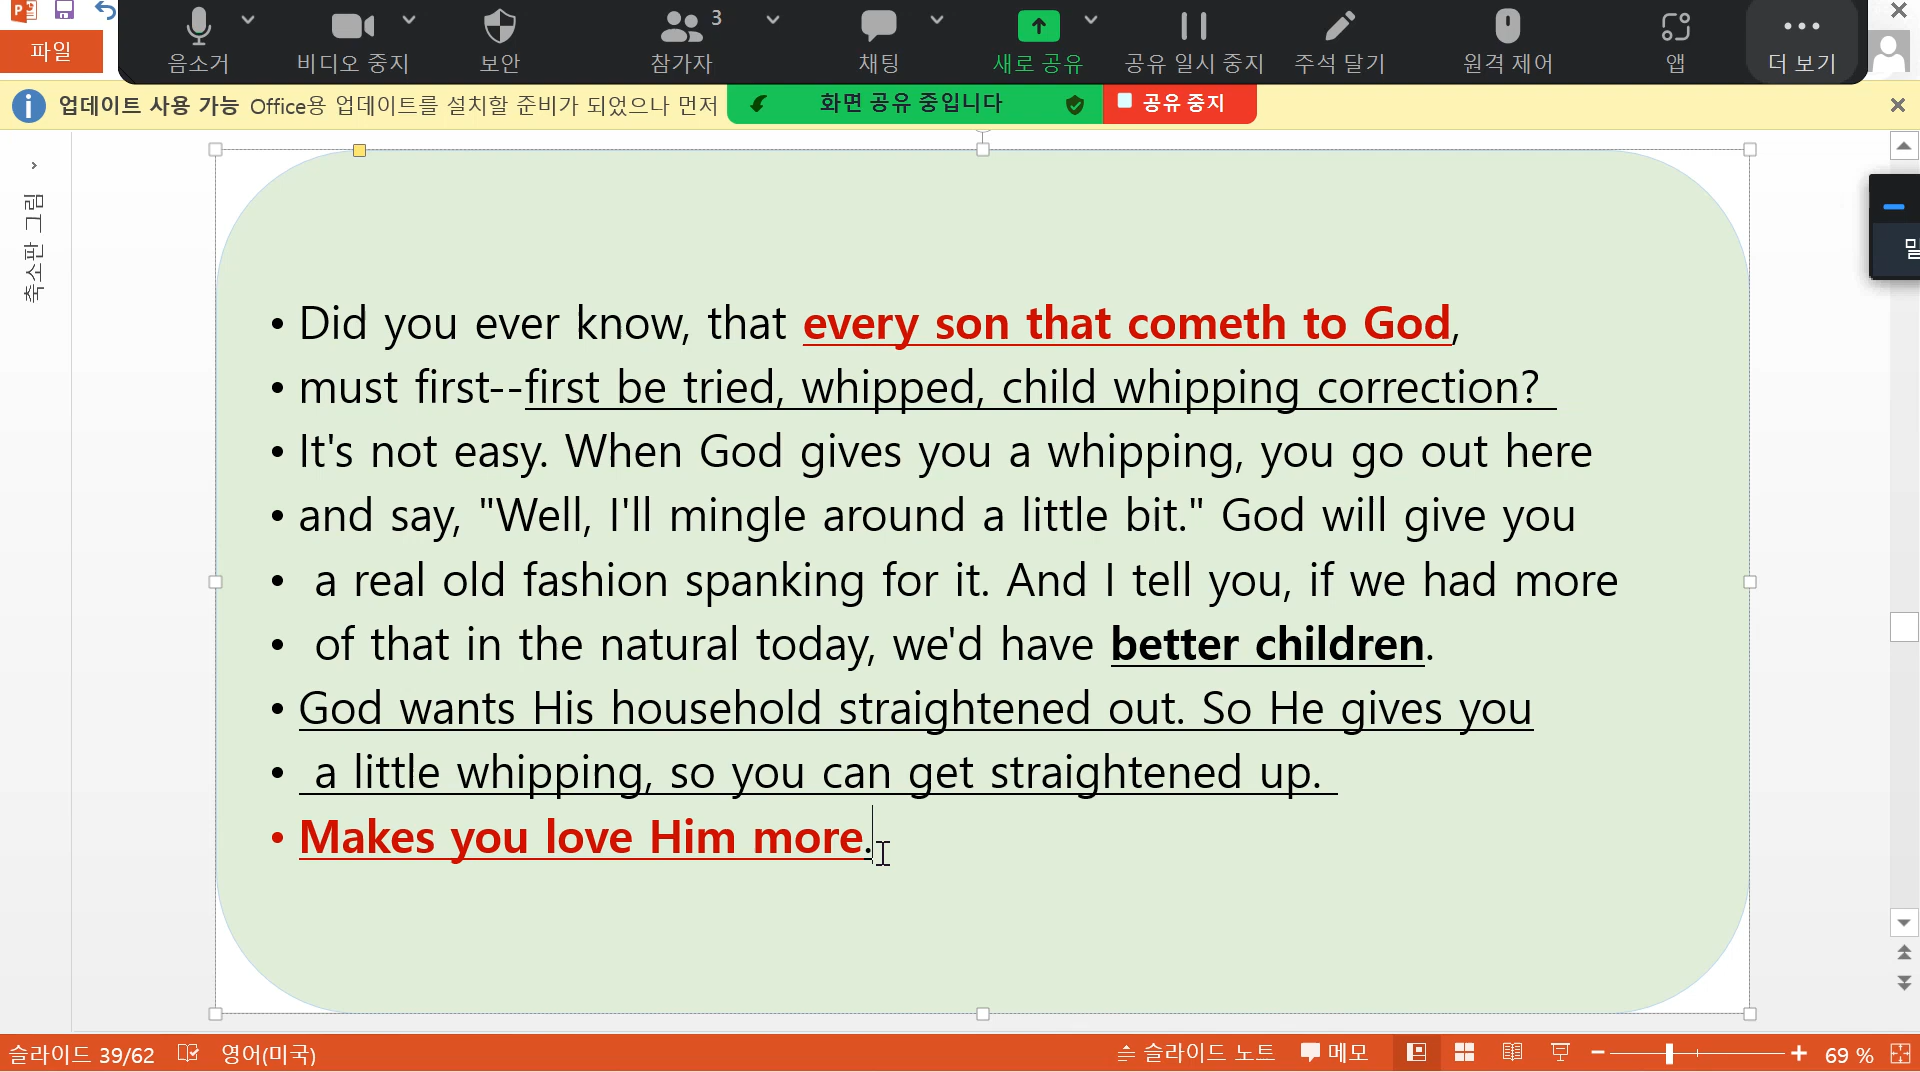 3
음소거
비디오 중지
보안
참가자
채팅
새로 공유
공유 일시 중지
주석 달기
원격 제어
앱
더 보기
파일
업데이트 사용 가능 Office용 업데이트를 설치할 준비가 되었으나 먼저
화면 공유 중입니다
공유 중지
축소판 그림
• Did you ever know, that every son that cometh to God,
• must first--first be tried, whipped, child whipping correction?
• It's not easy. When God gives you a whipping, you go out here
• and say, "Well, I'll mingle around a little bit." God will give you
• a real old fashion spanking for it. And I tell you, if we had more
• of that in the natural today, we'd have better children.
• God wants His household straightened out. So He gives you
• a little whipping, so you can get straightened up.
• Makes you love Him more.
슬라이드 39/62 영어(미국) 슬라이드 노트 메모 69 %